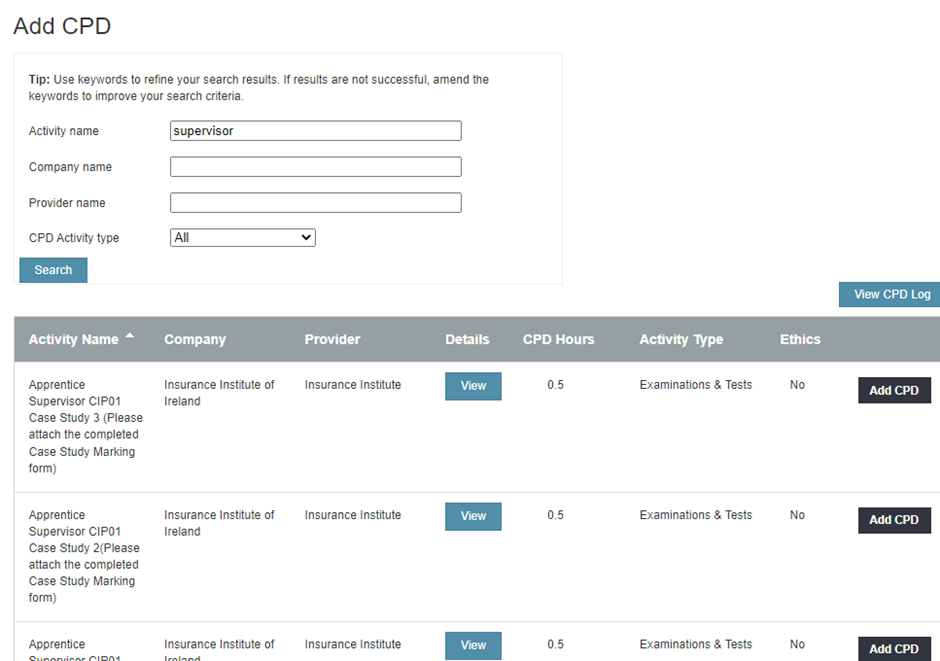 Add CPD
Tip: Use keywords to refine your search results. If results are not successful, amend the
keywords to improve your search criteria.
Activity name
supervisor
Company name
Provider name
CPD Activity type
All
Search
View CPD Log
Activity Name Company Provider Details CPD Hours Activity Type Ethics
Apprentice Insurance Institute of Insurance Institute View 0.5 Examinations & Tests No Add CPD
Supervisor CIP01 Ireland
Case Study 3 (Please
attach the completed
Case Study Marking
form)
Apprentice Insurance Institute of Insurance Institute View 0.5 Examinations & Tests No Add CPD
Supervisor CIP01 Ireland
Case Study 2(Please
attach the completed
Case Study Marking
form)
Apprentice Insurance Institute of Insurance Institute View 0.5 Examinations & Tests No Add CPD
Supervisor CIP01 Ireland